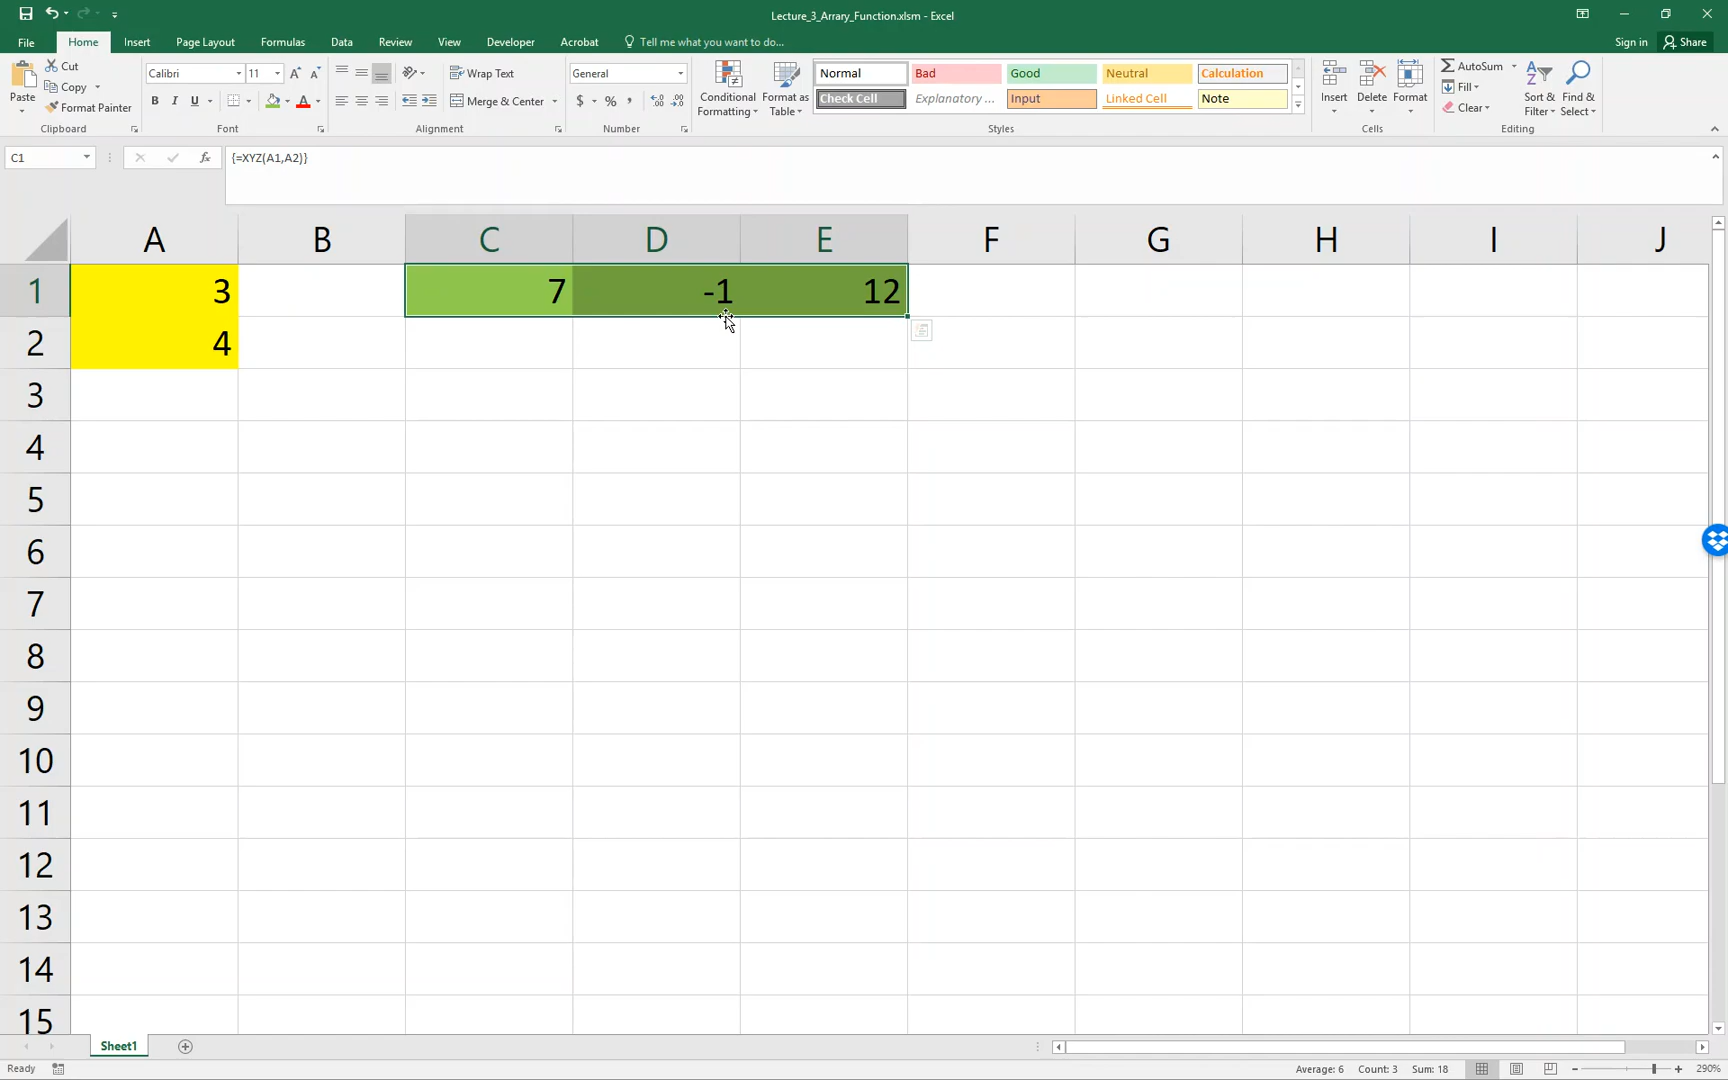 Lecture_3_Arrary_Function.xlsm - Excel
File Home Insert Page Layout Formulas Data Review View Developer Acrobat Tell me what you want to do... Sign in Share
Paste
Cut
Copy
Format Painter
Clipboard
Calibri 11
B I U
Font
Wrap Text
Merge & Center
Alignment
General
$ % ,
Number
Conditional Formatting
Format as Table
Normal Bad Good Neutral Calculation
Check Cell Explanatory ... Input Linked Cell Note
Styles
Insert Delete Format
Cells
AutoSum
Fill
Clear
Sort & Filter
Find & Select
Editing
C1 fx {=XYZ(A1,A2)}
A B C D E F G H I J
1 3 7 -1 12
2 4
3
4
5
6
7
8
9
10
11
12
13
14
15
Sheet1
Ready Average: 6 Count: 3 Sum: 18 290%